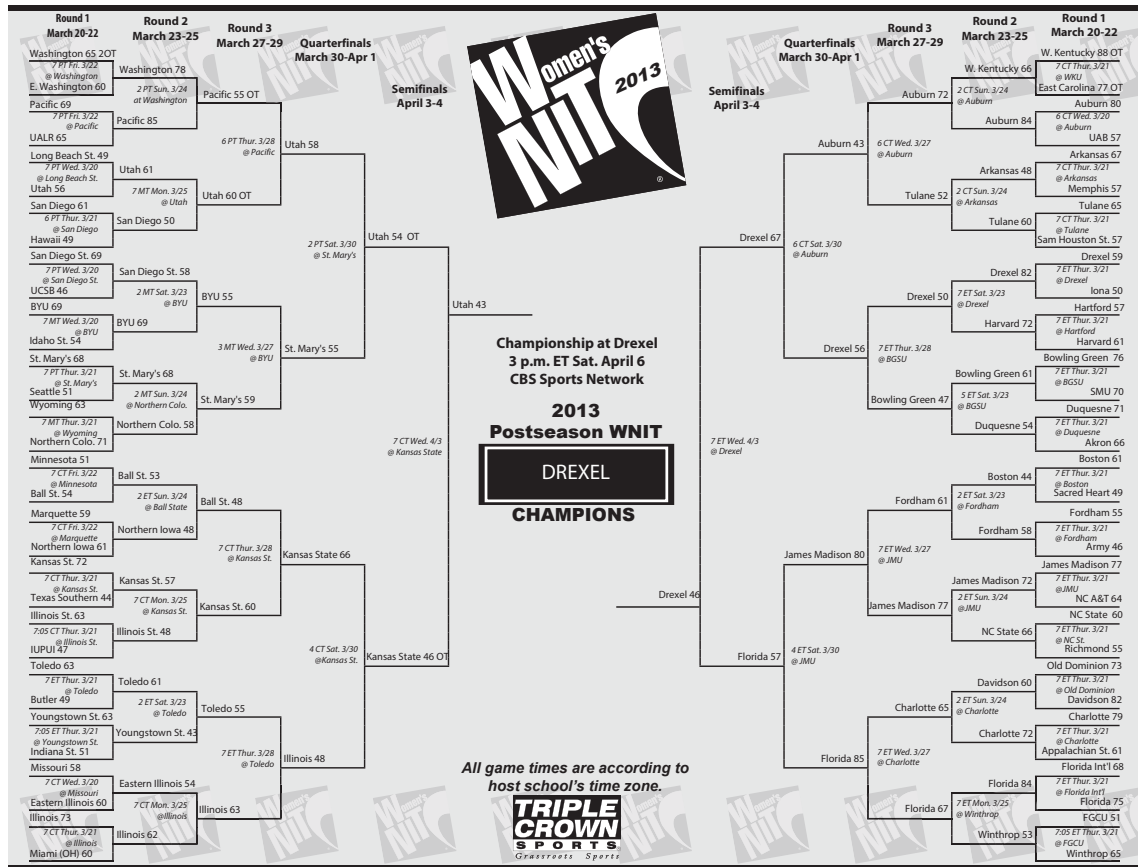 Round 1
March 20-22
Round 2
March 23-25
Round 3
March 27-29
Quarterfinals
March 30-Apr 1
Semifinals
April 3-4
Women's
WNIT
2013
®
Semifinals
April 3-4
Quarterfinals
March 30-Apr 1
Round 3
March 27-29
Round 2
March 23-25
Round 1
March 20-22
Washington 65 2OT
7 PT Fri. 3/22
@ Washington
E. Washington 60
Pacific 69
7 PT Fri. 3/22
@ Pacific
UALR 65
Long Beach St. 49
7 PT Wed. 3/20
@ Long Beach St.
Utah 56
San Diego 61
6 PT Thur. 3/21
@ San Diego
Hawaii 49
San Diego St. 69
7 PT Wed. 3/20
@ San Diego St.
UCSB 46
BYU 69
7 MT Wed. 3/20
@ BYU
Idaho St. 54
St. Mary's 68
7 PT Thur. 3/21
@ St. Mary's
Seattle 51
Wyoming 63
7 MT Thur. 3/21
@ Wyoming
Northern Colo. 71
Minnesota 51
7 CT Fri. 3/22
@ Minnesota
Ball St. 54
Marquette 59
7 CT Fri. 3/22
@ Marquette
Northern Iowa 61
Kansas St. 72
7 CT Thur. 3/21
@ Kansas St.
Texas Southern 44
Illinois St. 63
7:05 CT Thur. 3/21
@ Illinois St.
IUPUI 47
Toledo 63
7 ET Thur. 3/21
@ Toledo
Butler 49
Youngstown St. 63
7:05 ET Thur. 3/21
@ Youngstown St.
Indiana St. 51
Missouri 58
7 CT Wed. 3/20
@ Missouri
Eastern Illinois 60
Illinois 73
7 CT Thur. 3/21
@ Illinois
Miami (OH) 60
Washington 78
2 PT Sun. 3/24
at Washington
Pacific 85
Utah 61
7 MT Mon. 3/25
@ Utah
San Diego 50
San Diego St. 58
2 MT Sat. 3/23
@ BYU
BYU 69
St. Mary's 68
2 MT Sun. 3/24
@ Northern Colo.
Northern Colo. 58
Ball St. 53
2 ET Sun. 3/24
@ Ball State
Northern Iowa 48
Kansas St. 57
7 CT Mon. 3/25
@ Kansas St.
Illinois St. 48
Toledo 61
2 ET Sat. 3/23
@ Toledo
Youngstown St. 43
Eastern Illinois 54
7 CT Mon. 3/25
@Illinois
Illinois 62
Pacific 55 OT
6 PT Thur. 3/28
@ Pacific
Utah 60 OT
BYU 55
3 MT Wed. 3/27
@ BYU
St. Mary's 59
Ball St. 48
7 CT Thur. 3/28
@ Kansas St.
Kansas St. 60
Toledo 55
7 ET Thur. 3/28
@ Toledo
Illinois 63
Utah 58
2 PT Sat. 3/30
@ St. Mary's
St. Mary's 55
Kansas State 66
4 CT Sat. 3/30
@Kansas St.
Illinois 48
Utah 54 OT
7 CT Wed. 4/3
@ Kansas State
Kansas State 46 OT
Utah 43
Championship at Drexel
3 p.m. ET Sat. April 6
CBS Sports Network
2013
Postseason WNIT
DREXEL
CHAMPIONS
Drexel 46
Drexel 67
7 ET Wed. 4/3
@ Drexel
Florida 57
Auburn 43
6 CT Sat. 3/30
@ Auburn
Drexel 56
James Madison 80
4 ET Sat. 3/30
@ JMU
Florida 85
Auburn 72
6 CT Wed. 3/27
@ Auburn
Tulane 52
Drexel 50
7 ET Thur. 3/28
@ BGSU
Bowling Green 47
Fordham 61
7 ET Wed. 3/27
@ JMU
James Madison 77
Charlotte 65
7 ET Wed. 3/27
@ Charlotte
Florida 67
W. Kentucky 66
2 CT Sun. 3/24
@ Auburn
Auburn 84
Arkansas 48
2 CT Sun. 3/24
@ Arkansas
Tulane 60
Drexel 82
7 ET Sat. 3/23
@ Drexel
Harvard 72
Bowling Green 61
5 ET Sat. 3/23
@ BGSU
Duquesne 54
Boston 44
2 ET Sat. 3/23
@ Fordham
Fordham 58
James Madison 72
2 ET Sun. 3/24
@JMU
NC State 66
Davidson 60
2 ET Sun. 3/24
@ Charlotte
Charlotte 72
Florida 84
7 ET Mon. 3/25
@ Winthrop
Winthrop 53
W. Kentucky 88 OT
7 CT Thur. 3/21
@ WKU
East Carolina 77 OT
Auburn 80
6 CT Wed. 3/20
@ Auburn
UAB 57
Arkansas 67
7 CT Thur. 3/21
@ Arkansas
Memphis 57
Tulane 65
7 CT Thur. 3/21
@ Tulane
Sam Houston St. 57
Drexel 59
7 ET Thur. 3/21
@ Drexel
Iona 50
Hartford 57
7 ET Thur. 3/21
@ Hartford
Harvard 61
Bowling Green 76
7 ET Thur. 3/21
@ BGSU
SMU 70
Duquesne 71
7 ET Thur. 3/21
@ Duquesne
Akron 66
Boston 61
7 ET Thur. 3/21
@ Boston
Sacred Heart 49
Fordham 55
7 ET Thur. 3/21
@ Fordham
Army 46
James Madison 77
7 ET Thur. 3/21
@JMU
NC A&T 64
NC State 60
7 ET Thur. 3/21
@ NC St.
Richmond 55
Old Dominion 73
7 ET Thur. 3/21
@ Old Dominion
Davidson 82
Charlotte 79
7 ET Thur. 3/21
@ Charlotte
Appalachian St. 61
Florida Int'l 68
7 ET Thur. 3/21
@ Florida Int'l
Florida 75
FGCU 51
7:05 ET Thur. 3/21
@ FGCU
Winthrop 65
All game times are according to
host school's time zone.
TRIPLE
CROWN
SPORTS
Grassroots Sports